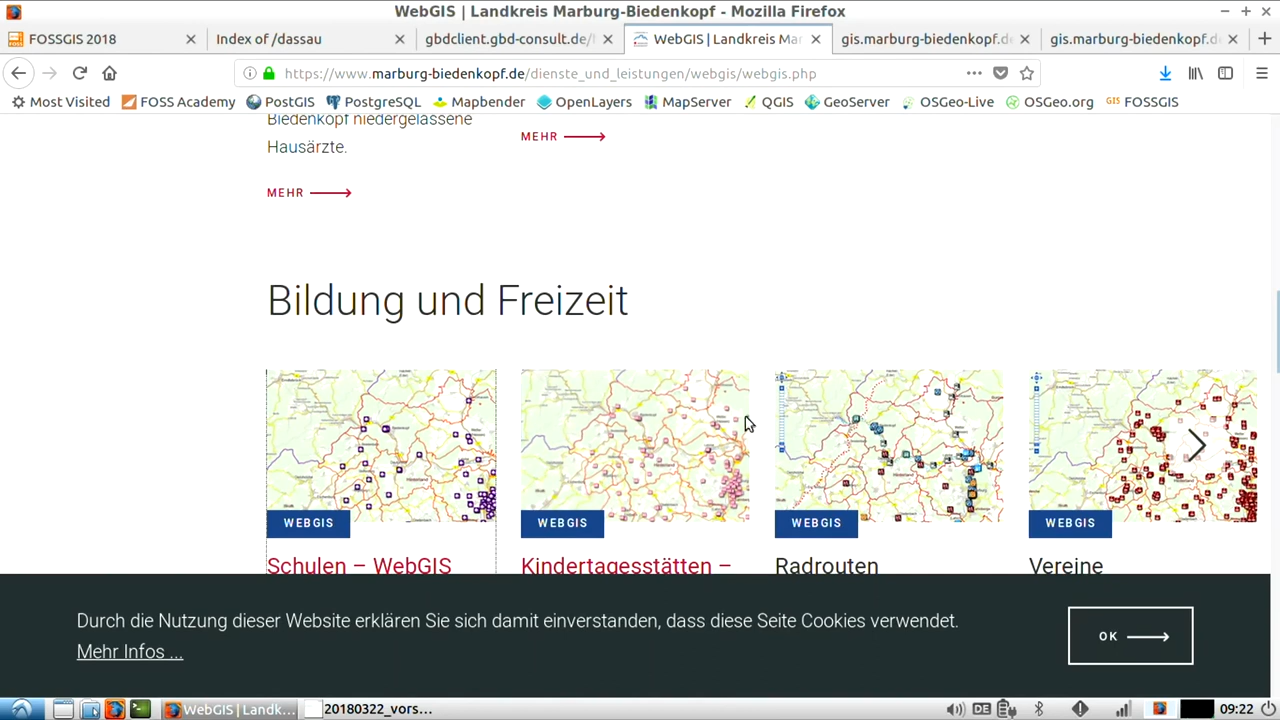 WebGIS | Landkreis Marburg-Biedenkopf - Mozilla Firefox
FOSSGIS 2018
Index of /dassau
gbdclient.gbd-consult.de/
WebGIS | Landkreis Mar
gis.marburg-biedenkopf.d
gis.marburg-biedenkopf.d
https://www.marburg-biedenkopf.de/dienste_und_leistungen/webgis/webgis.php
Most Visited FOSS Academy PostGIS PostgreSQL Mapbender OpenLayers MapServer QGIS GeoServer OSGeo-Live OSGeo.org GIS FOSSGIS
Biedenkopf niedergelassene
Hausärzte.
MEHR
MEHR
Bildung und Freizeit
WEBGIS
WEBGIS
WEBGIS
WEBGIS
Schulen – WebGIS
Kindertagesstätten –
Radrouten
Vereine
Durch die Nutzung dieser Website erklären Sie sich damit einverstanden, dass diese Seite Cookies verwendet.
Mehr Infos ...
OK
WebGIS | Landk...
20180322_vors...
DE
09:22